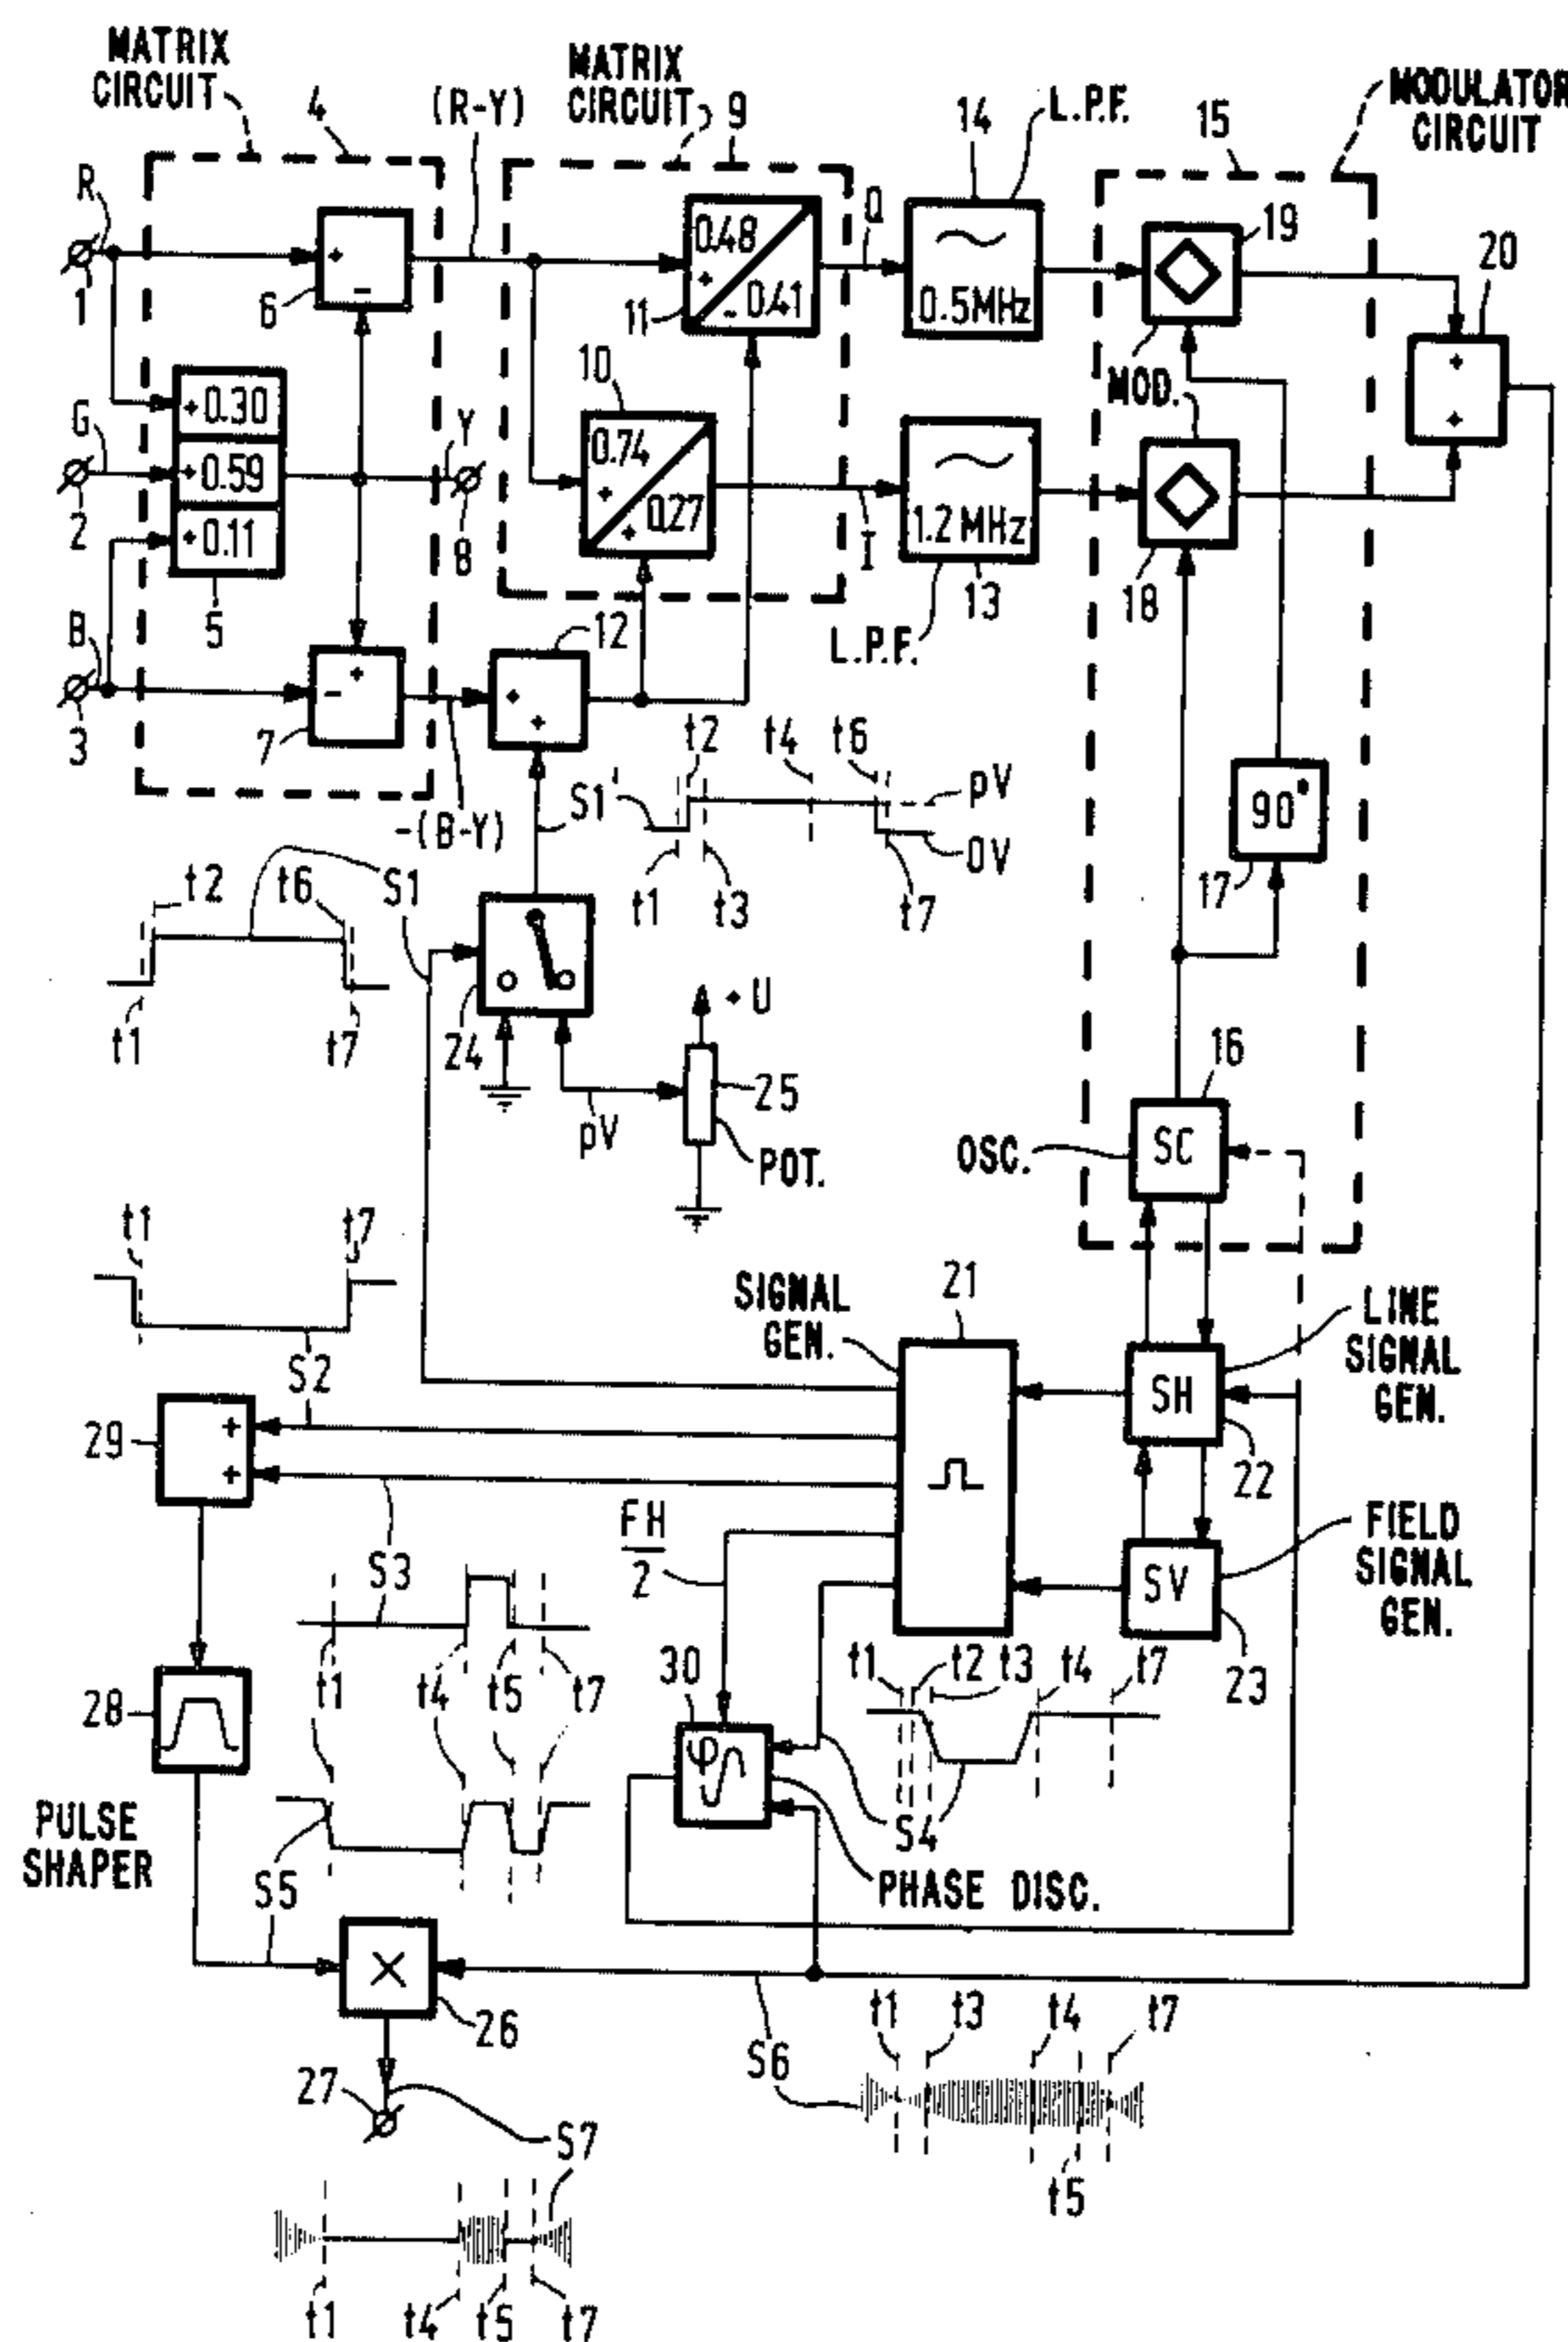 MATRIX
CIRCUIT
4
(R-Y)
MATRIX
CIRCUIT
9
14
L.P.F.
15
MODULATOR
CIRCUIT
R
1
+
-
6
0.48
+
- 0.41
11
Q
0.5MHz
19
20
+
+
MOD.
G
2
+0.30
+0.59
+0.11
5
Y
8
10
0.74
+
+ 0.27
I
1.2MHz
13
L.P.F.
18
B
3
- +
7
-(B-Y)
+
+
12
S1'
t2
t4
t6
pV
0V
t1
t3
t7
90°
17
t2
t6
S1
t1
t7
24
+U
25
pV
POT.
16
OSC.
SC
t1
t7
S2
SIGNAL
GEN.
21
LINE
SIGNAL
GEN.
SH
22
29
+
+
S3
FH
2
FIELD
SIGNAL
GEN.
SV
23
28
t1
t4
t5
t7
30
φ
t1
t2
t3
t4
t7
S4
PULSE
SHAPER
S5
PHASE DISC.
×
26
27
S7
S6
t1
t3
t4
t7
t5
t1
t4
t5
t7